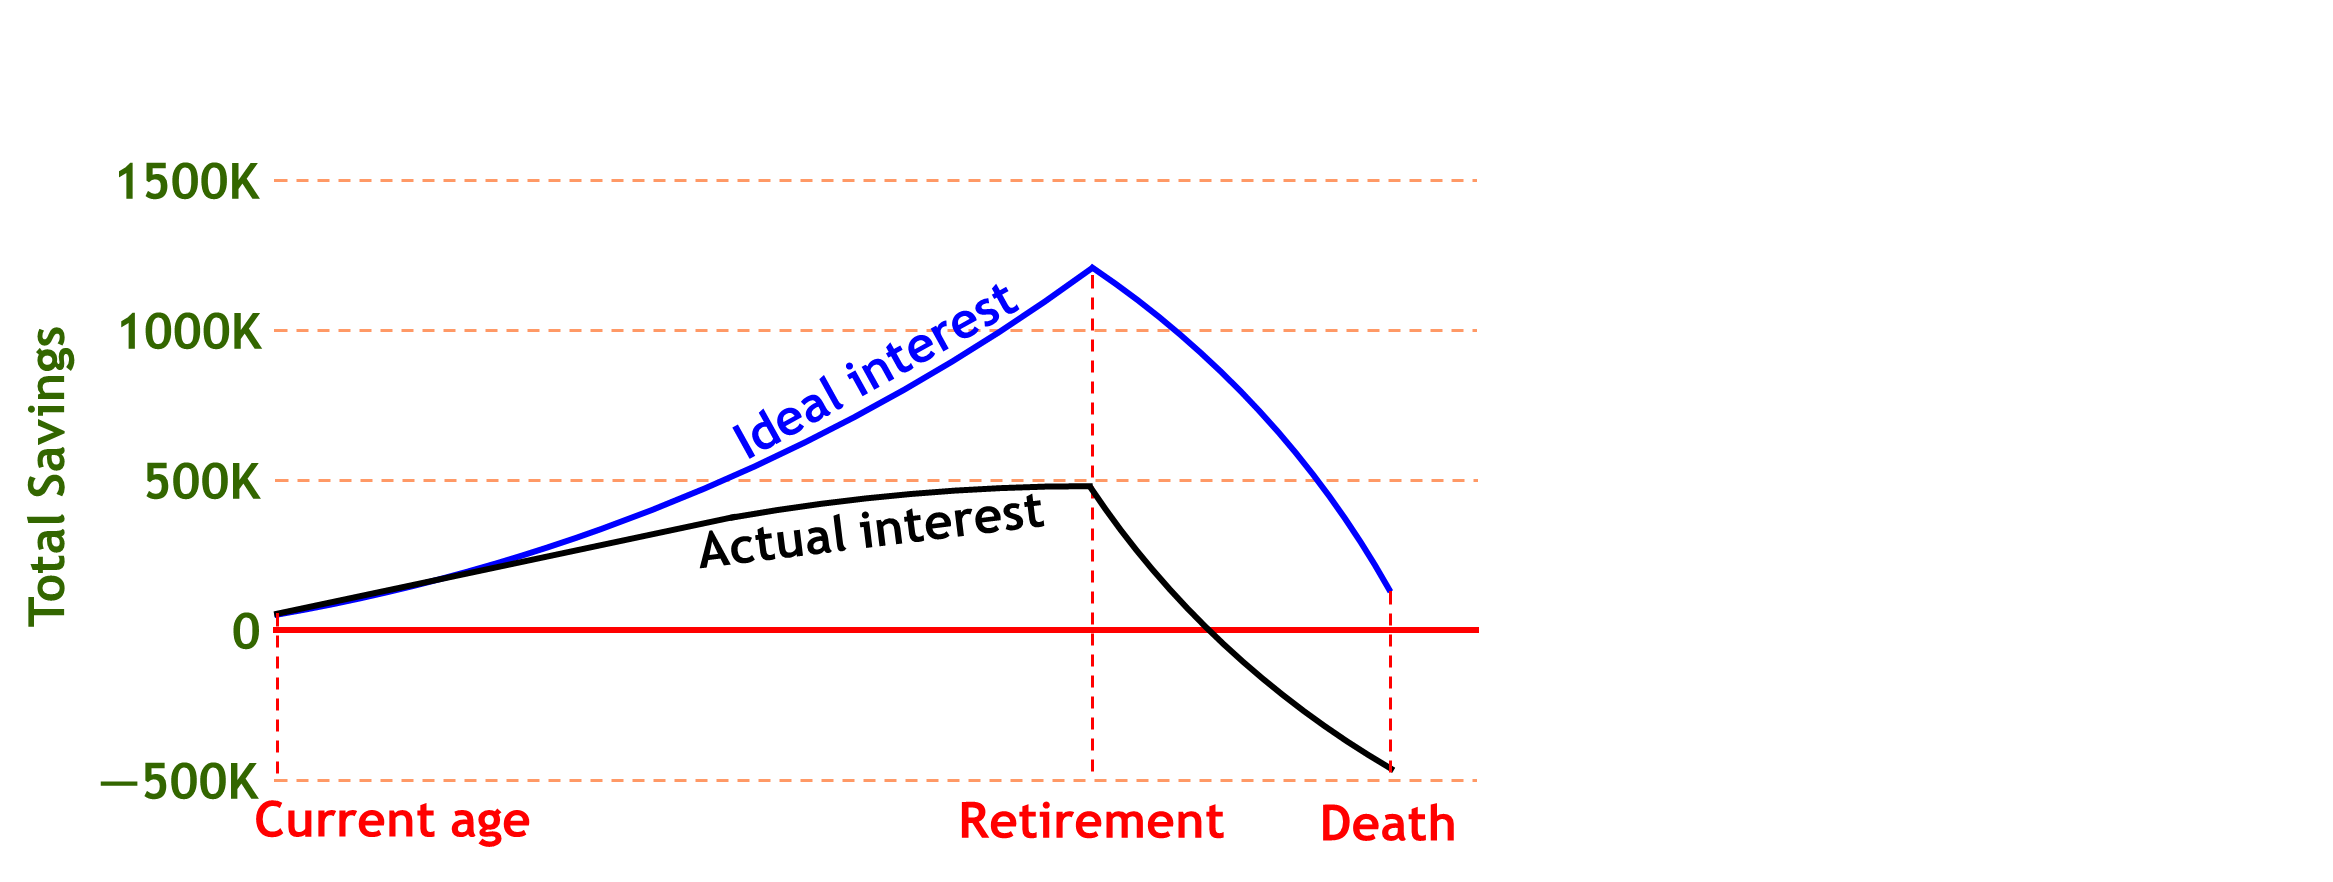 1500K
1000K
500K
0
—500K
Total Savings
Ideal interest
Actual interest
Current age
Retirement
Death